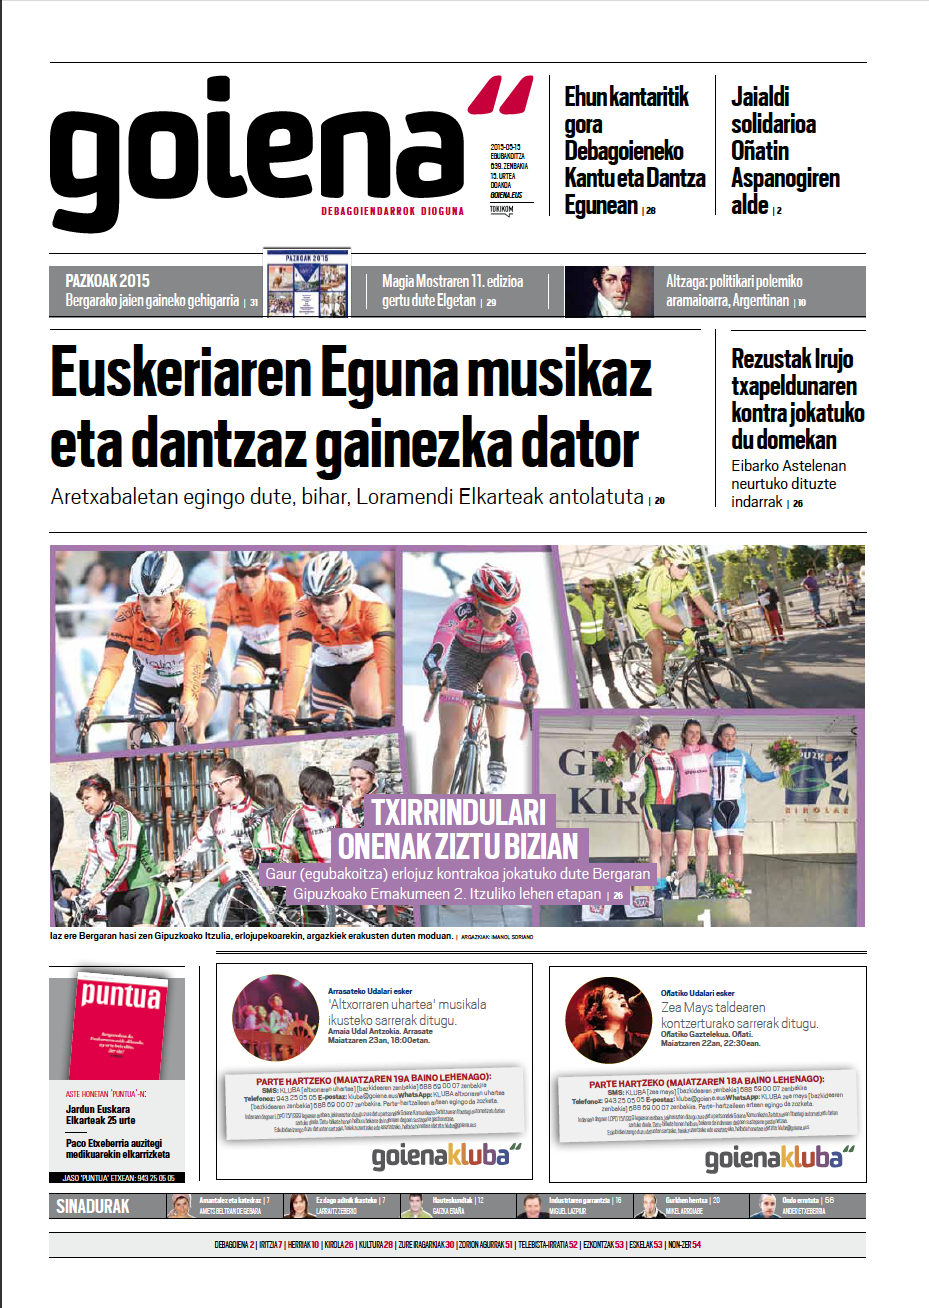 goiena
DEBAGOIENDARROK DIOGUNA
2015-05-15
EGUBAKOITZA
639. ZENBAKIA
15. URTEA
DOAKOA
GOIENA.EUS
TOKIKOM
Ehun kantaritik
gora
Debagoieneko
Kantu eta Dantza
Egunean | 28
Jaialdi
solidarioa
Oñatin
Aspanogiren
alde | 2
PAZKOAK 2015
Bergarako jaien gaineko gehigarria | 31
PAZKOAK 2015
Magia Mostraren 11. edizioa
gertu dute Elgetan | 29
Altzaga: politikari polemiko
aramaioarra, Argentinan | 10
Euskeriaren Eguna musikaz
eta dantzaz gainezka dator
Aretxabaletan egingo dute, bihar, Loramendi Elkarteak antolatuta | 20
Rezustak Irujo
txapeldunaren
kontra jokatuko
du domekan
Eibarko Astelenan
neurtuko dituzte
indarrak | 26
TXIRRINDULARI
ONENAK ZIZTU BIZIAN
Gaur (egubakoitza) erlojuz kontrakoa jokatuko dute Bergaran
Gipuzkoako Emakumeen 2. Itzuliko lehen etapan | 26
Iaz ere Bergaran hasi zen Gipuzkoako Itzulia, erlojupekoarekin, argazkiek erakusten duten moduan. | ARGAZKIAK: IMANOL SORIANO
puntua
ASTE HONETAN 'PUNTUA'-N:
Jardun Euskara
Elkarteak 25 urte
Paco Etxeberria auzitegi
medikuarekin elkarrizketa
JASO 'PUNTUA' ETXEAN: 943 25 05 05
Arrasateko Udalari esker
'Altxorraren uhartea' musikala
ikusteko sarrerak ditugu.
Amaia Udal Antzokia. Arrasate
Maiatzaren 23an, 18:00etan.
PARTE HARTZEKO (MAIATZAREN 19A BAINO LEHENAGO):
SMS: KLUBA [altxorraren uhartea] [bazkidearen zenbakia] 688 69 00 07 zenbakira
Telefonoz: 943 25 05 05 E-postaz: kluba@goiena.eus WhatsApp: KLUBA altxorraren uhartea
[bazkidearen zenbakia] 688 69 00 07 zenbakira. Parte-hartzaileen artean egingo da zozketa.
goienakluba
Oñatiko Udalari esker
Zea Mays taldearen
kontzerturako sarrerak ditugu.
Oñatiko Gaztelekua. Oñati.
Maiatzaren 22an, 22:30ean.
PARTE HARTZEKO (MAIATZAREN 18A BAINO LEHENAGO):
SMS: KLUBA [zea mays] [bazkidearen zenbakia] 688 69 00 07 zenbakira
Telefonoz: 943 25 05 05 E-postaz: kluba@goiena.eus WhatsApp: KLUBA zea mays [bazkidearen
zenbakia] 688 69 00 07 zenbakira. Parte-hartzaileen artean egingo da zozketa.
goienakluba
SINADURAK
Amantalez eta katedraz | 7
AMETS BELTRAN DE GEBARA
Ez dago adinik ikasteko | 7
LARRAITZ ZEBERIO
Hauteskundiak | 12
GAIZKA ERAÑA
Industriaren garrantzia | 16
MIGUEL LAZPIUR
Gurkhen herritza | 20
MIKEL ARROIABE
Ondo errotuta | 56
ANDER ETXEBERRIA
DEBAGOIENA 2 | IRITZIA 7 | HERRIAK 10 | KIROLA 26 | KULTURA 28 | ZURE IRAGARKIAK 30 | ZORION AGURRAK 51 | TELEBISTA-IRRATIA 52 | EZKONTZAK 53 | ESKELAK 53 | NON-ZER 54